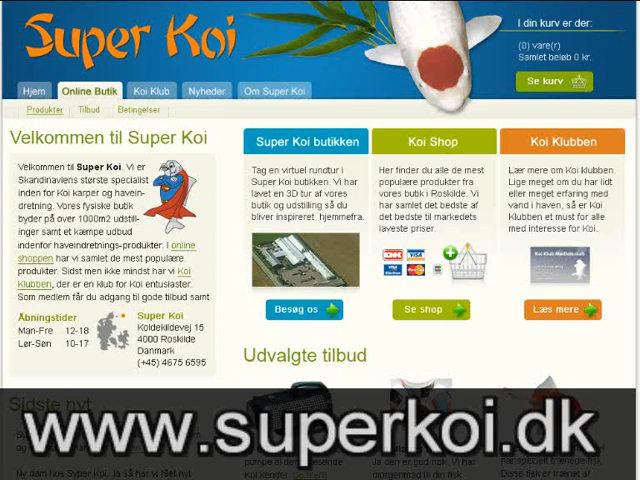 Super Koi
I din kurv er der:
(0) vare(r)
Samlet beløb 0 kr.
Se kurv
Hjem
Online Butik
Koi Klub
Nyheder
Om Super Koi
Produkter
Tilbud
Betingelser
Velkommen til Super Koi
Velkommen til Super Koi. Vi er
Skandinaviens største specialist
inden for Koi karper og havein-
dretning. Vores fysiske butik
byder på over 1000m2 udstill-
inger samt et kæmpe udbud
indenfor haveindretnings-produkter. I online
shoppen har vi samlet de mest populære
produkter. Sidst men ikke mindst har vi Koi
Klubben, der er en klub for Koi entusiaster.
Som medlem får du adgang til gode tilbud samt
Åbningstider
Man-Fre 12-18
Lør-Søn 10-17
Super Koi
Koldekildevej 15
4000 Roskilde
Danmark
(+45) 4675 6595
Super Koi butikken
Tag en virtuel rundtur i
Super Koi butikken. Vi har
lavet en 3D tur af vores
butik og udstilling så du
bliver inspireret hjemmefra.
Besøg os
Koi Shop
Her finder du alle de mest
populære produkter fra
vores butik i Roskilde. Vi
har samlet det bedste af
det bedste til markedets
laveste priser.
Se shop
Koi Klubben
Lær mere om Koi klubben.
Lige meget om du har lidt
eller meget erfaring med
vand i haven, så er Koi
Klubben et must for alle
med interesse for Koi.
Læs mere
Udvalgte tilbud
Sidste nyt
www.superkoi.dk